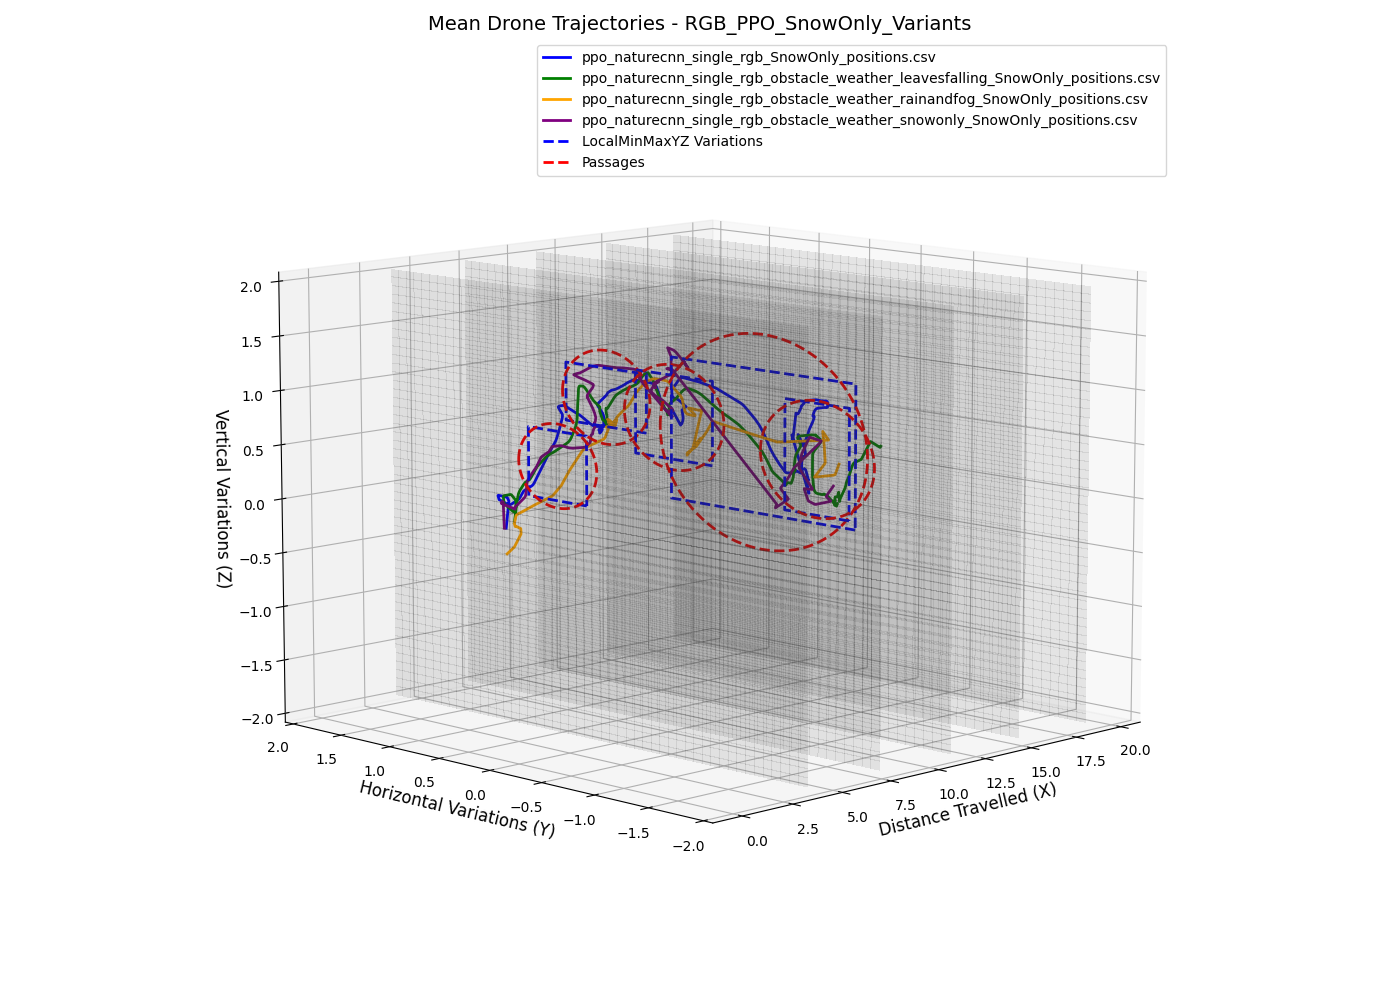 Mean Drone Trajectories - RGB_PPO_SnowOnly_Variants
ppo_naturecnn_single_rgb_SnowOnly_positions.csv
ppo_naturecnn_single_rgb_obstacle_weather_leavesfalling_SnowOnly_positions.csv
ppo_naturecnn_single_rgb_obstacle_weather_rainandfog_SnowOnly_positions.csv
ppo_naturecnn_single_rgb_obstacle_weather_snowonly_SnowOnly_positions.csv
LocalMinMaxYZ Variations
Passages
Vertical Variations (Z)
2.0
1.5
1.0
0.5
0.0
−0.5
−1.0
−1.5
−2.0
2.0
1.5
1.0
0.5
0.0
−0.5
−1.0
−1.5
−2.0
Horizontal Variations (Y)
0.0
2.5
5.0
7.5
10.0
12.5
15.0
17.5
20.0
Distance Travelled (X)